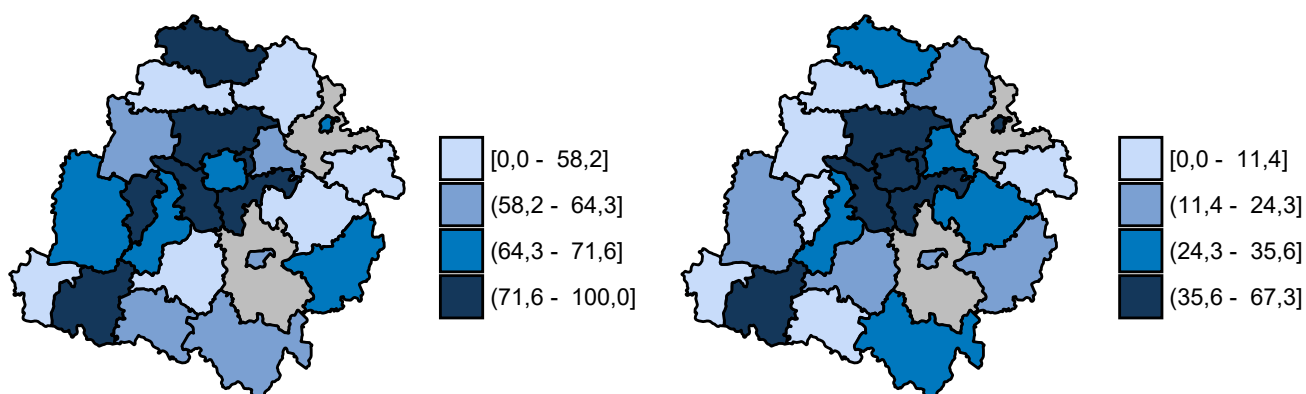 [0,0 - 58,2]
(58,2 - 64,3]
(64,3 - 71,6]
(71,6 - 100,0]
[0,0 - 11,4]
(11,4 - 24,3]
(24,3 - 35,6]
(35,6 - 67,3]